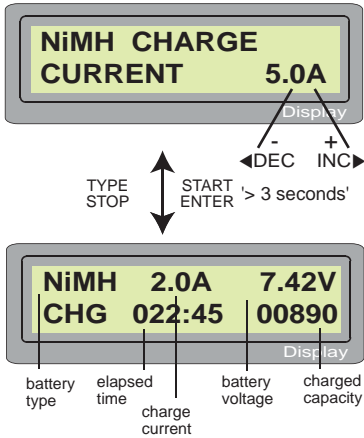 NiMH CHARGE
CURRENT 5.0A
Display
- +
◀DEC INC▶
TYPE START '> 3 seconds'
STOP ENTER
NiMH 2.0A 7.42V
CHG 022:45 00890
Display
battery elapsed battery charged
type time voltage capacity
charge
current